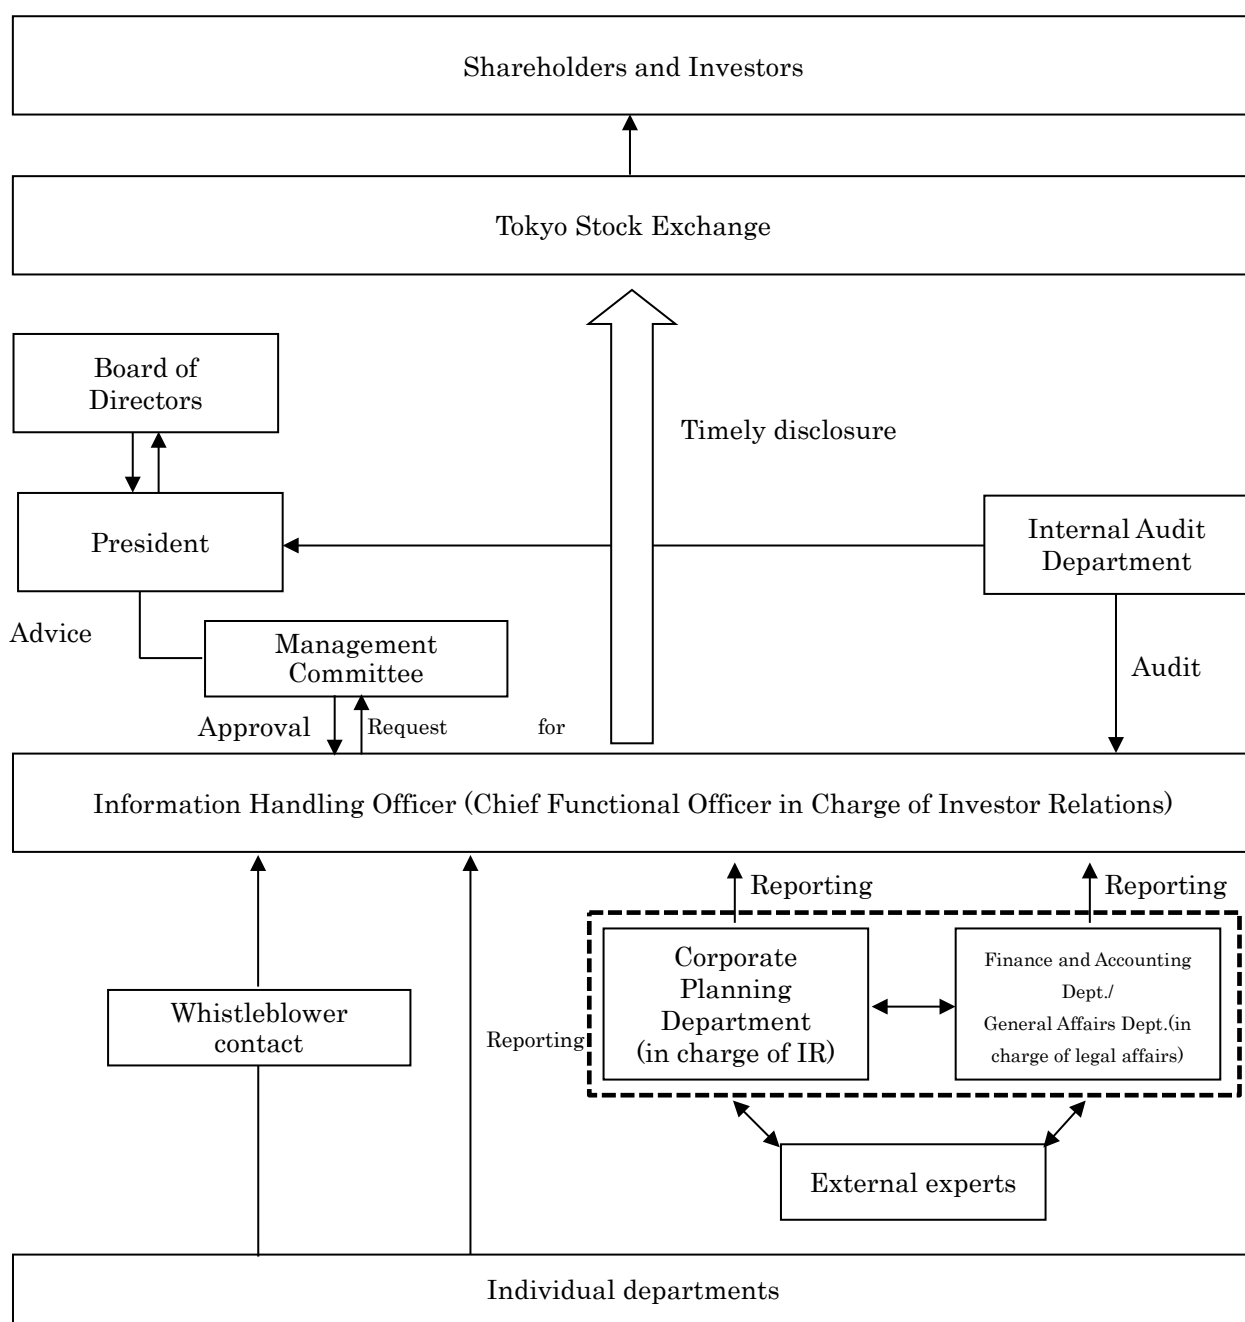 Shareholders and Investors
Tokyo Stock Exchange
Board of
Directors
Timely disclosure
President
Internal Audit
Department
Advice
Management
Committee
Audit
Approval
Request for
Information Handling Officer (Chief Functional Officer in Charge of Investor Relations)
Reporting
Reporting
Corporate
Planning
Department
(in charge of IR)
Finance and Accounting
Dept./
General Affairs Dept.(in
charge of legal affairs)
Whistleblower
contact
Reporting
External experts
Individual departments